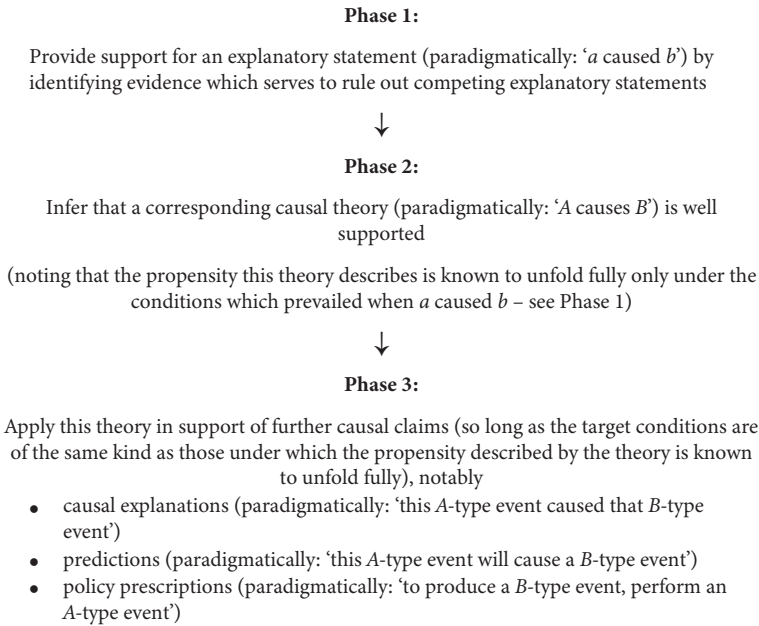 Phase 1:
Provide support for an explanatory statement (paradigmatically: ‘a caused b’) by
identifying evidence which serves to rule out competing explanatory statements
↓
Phase 2:
Infer that a corresponding causal theory (paradigmatically: ‘A causes B’) is well
supported
(noting that the propensity this theory describes is known to unfold fully only under the
conditions which prevailed when a caused b – see Phase 1)
↓
Phase 3:
Apply this theory in support of further causal claims (so long as the target conditions are
of the same kind as those under which the propensity described by the theory is known
to unfold fully), notably
• causal explanations (paradigmatically: ‘this A-type event caused that B-type
event’)
• predictions (paradigmatically: ‘this A-type event will cause a B-type event’)
• policy prescriptions (paradigmatically: ‘to produce a B-type event, perform an
A-type event’)